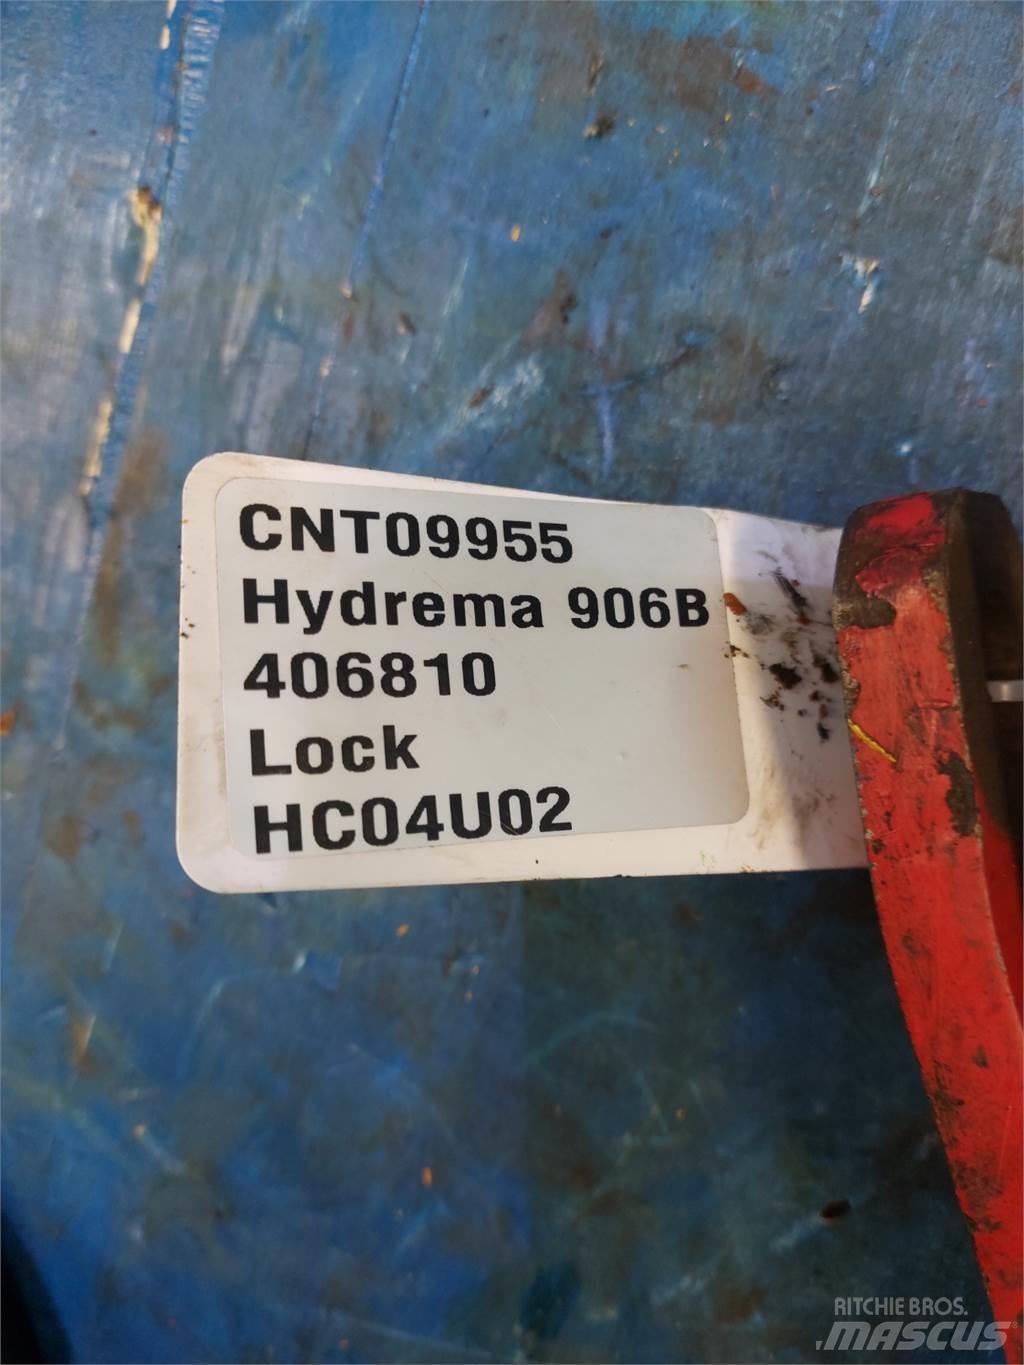 CNT09955
Hydrema 906B
406810
Lock
HC04U02
RITCHIE BROS.
MASCUS